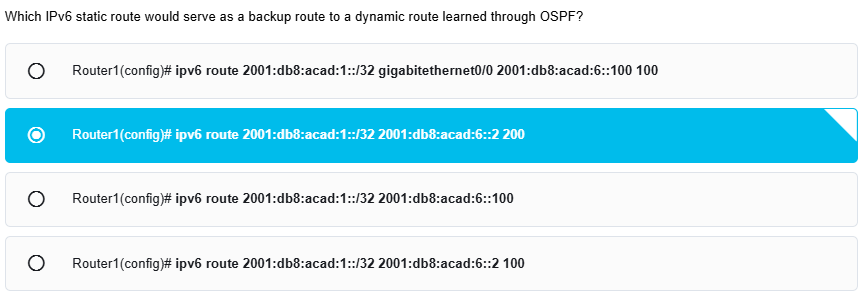 Which IPv6 static route would serve as a backup route to a dynamic route learned through OSPF?
Router1(config)# ipv6 route 2001:db8:acad:1::/32 gigabitethernet0/0 2001:db8:acad:6::100 100
Router1(config)# ipv6 route 2001:db8:acad:1::/32 2001:db8:acad:6::2 200
Router1(config)# ipv6 route 2001:db8:acad:1::/32 2001:db8:acad:6::100
Router1(config)# ipv6 route 2001:db8:acad:1::/32 2001:db8:acad:6::2 100